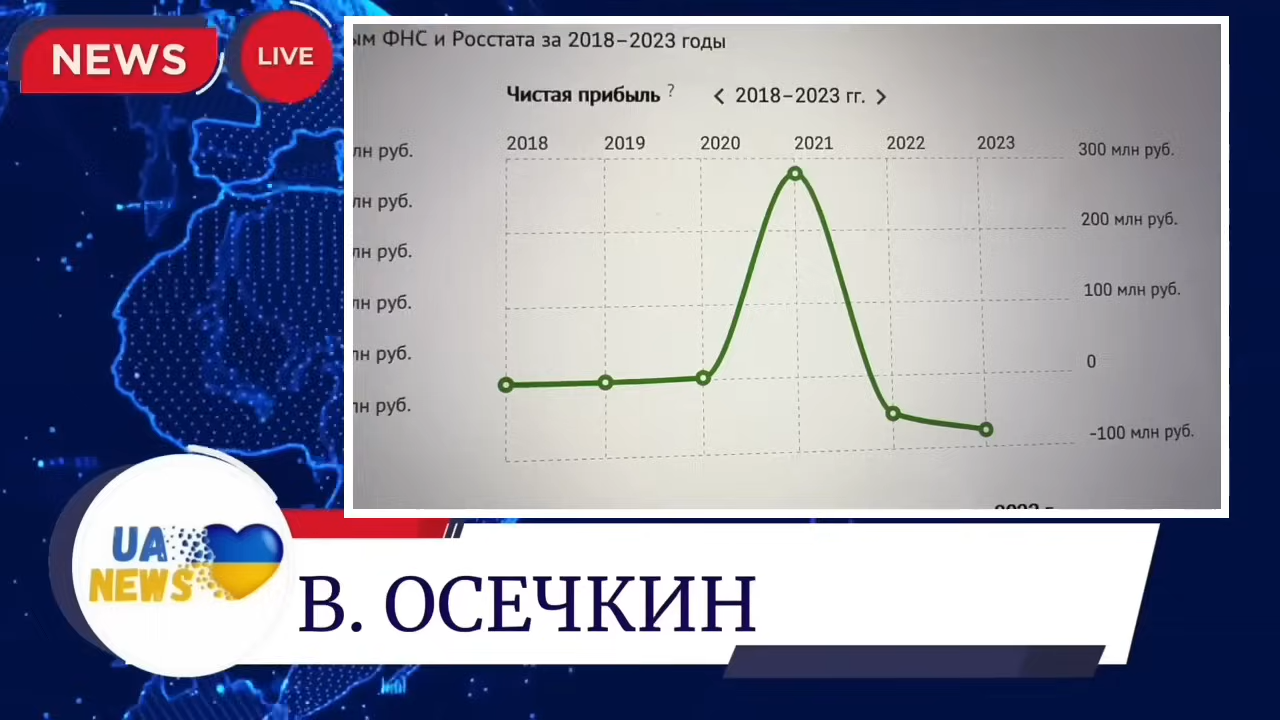 NEWS
LIVE
ым ФНС и Росстата за 2018–2023 годы
Чистая прибыль ?
< 2018–2023 гг. >
2018 2019 2020 2021 2022 2023
лн руб.
лн руб.
лн руб.
лн руб.
лн руб.
лн руб.
300 млн руб.
200 млн руб.
100 млн руб.
0
-100 млн руб.
UA
NEWS
В. ОСЕЧКИН